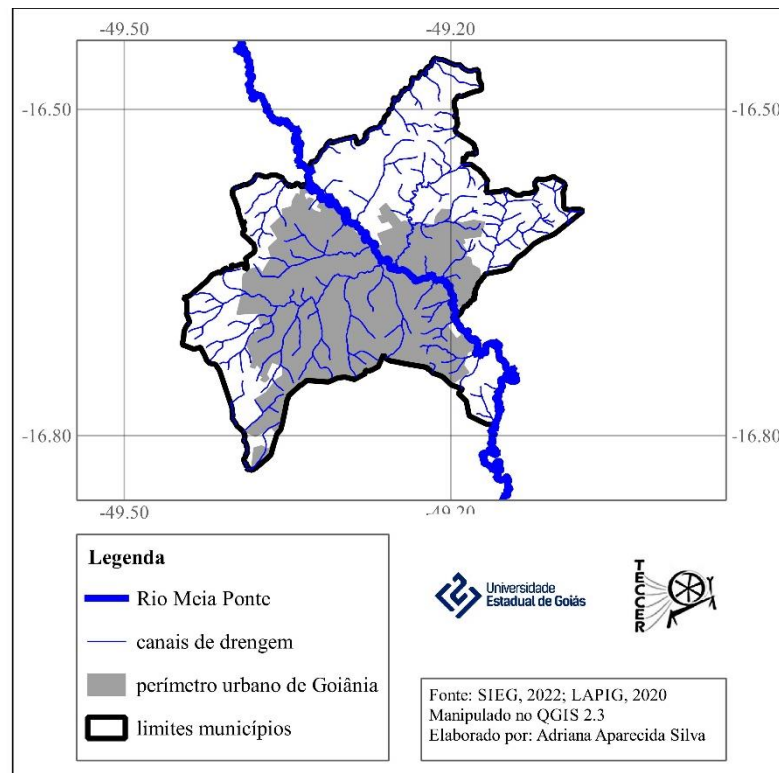 -49.50 -49.20
-16.50 -16.50
-16.80 -16.80
-49.50 -49.20
Legenda
Rio Meia Ponte
canais de drengem
perímetro urbano de Goiânia
limites municípios
Universidade
Estadual de Goiás
TECCER
Fonte: SIEG, 2022; LAPIG, 2020
Manipulado no QGIS 2.3
Elaborado por: Adriana Aparecida Silva